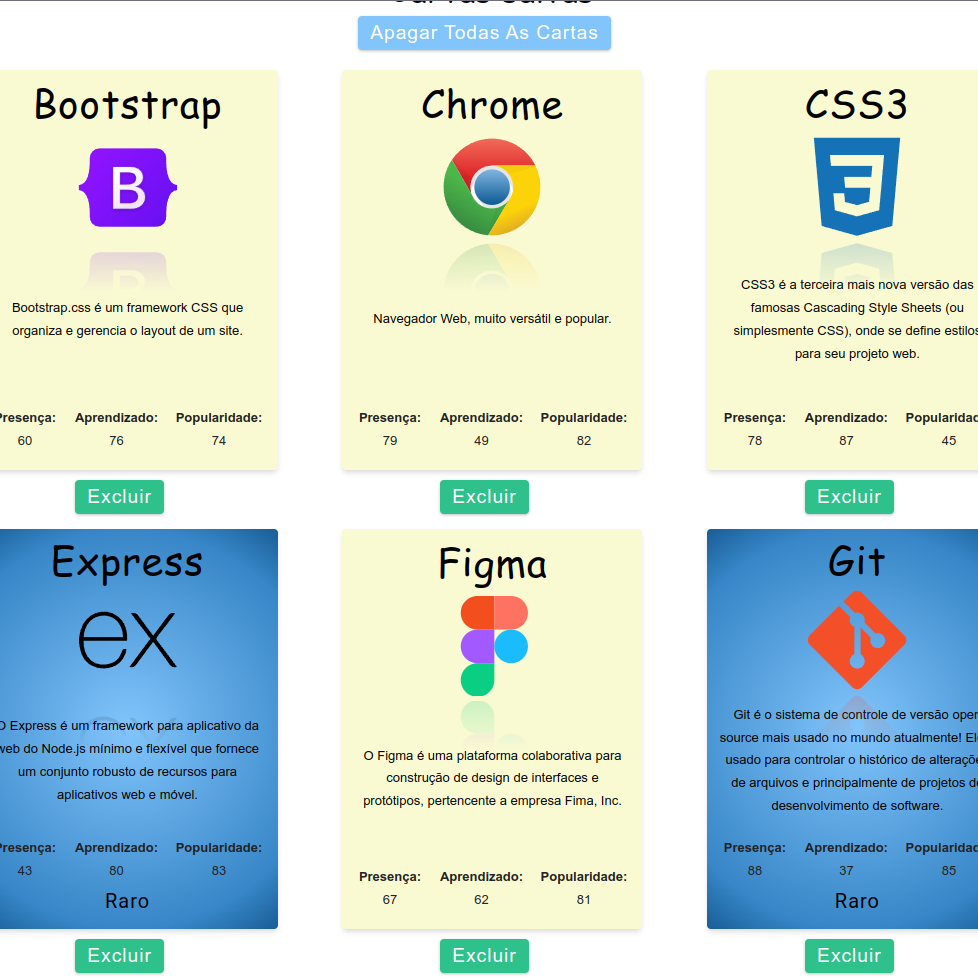 Apagar Todas As Cartas
Bootstrap
B
Bootstrap.css é um framework CSS que
organiza e gerencia o layout de um site.
Presença: Aprendizado: Popularidade:
60 76 74
Excluir
Chrome
Navegador Web, muito versátil e popular.
Presença: Aprendizado: Popularidade:
79 49 82
Excluir
CSS3
3
CSS3 é a terceira mais nova versão das
famosas Cascading Style Sheets (ou
simplesmente CSS), onde se define estilos
para seu projeto web.
Presença: Aprendizado: Popularidad
78 87 45
Excluir
Express
ex
O Express é um framework para aplicativo da
web do Node.js mínimo e flexível que fornece
um conjunto robusto de recursos para
aplicativos web e móvel.
Presença: Aprendizado: Popularidade:
43 80 83
Raro
Excluir
Figma
O Figma é uma plataforma colaborativa para
construção de design de interfaces e
protótipos, pertencente a empresa Fima, Inc.
Presença: Aprendizado: Popularidade:
67 62 81
Excluir
Git
Git é o sistema de controle de versão open
source mais usado no mundo atualmente! Ele
usado para controlar o histórico de alteraçõe
de arquivos e principalmente de projetos de
desenvolvimento de software.
Presença: Aprendizado: Popularidad
88 37 85
Raro
Excluir